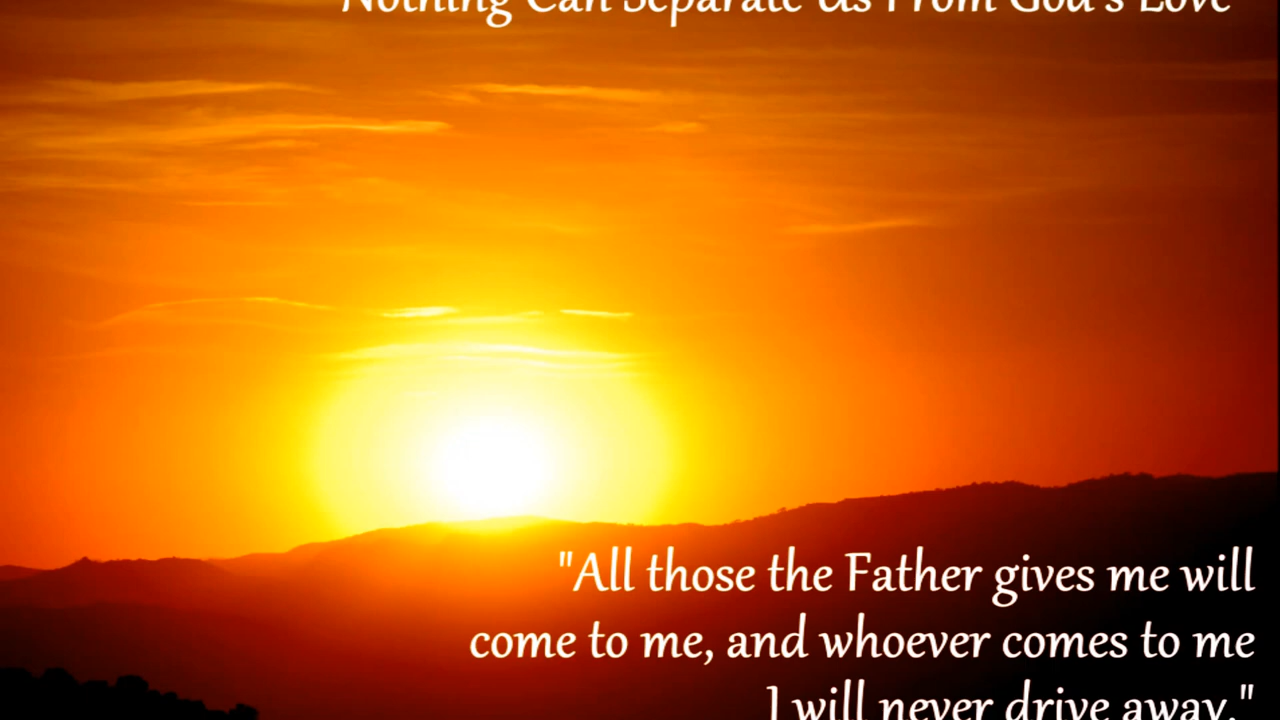 Nothing Can Separate Us From God's Love
"All those the Father gives me will
come to me, and whoever comes to me
I will never drive away."